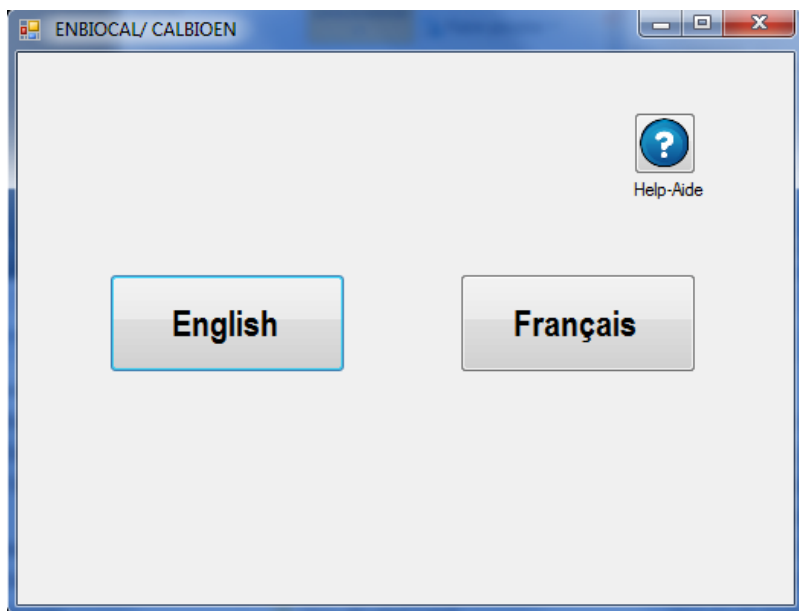 ENBIOCAL/ CALBIOEN
?
Help-Aide
English
Français